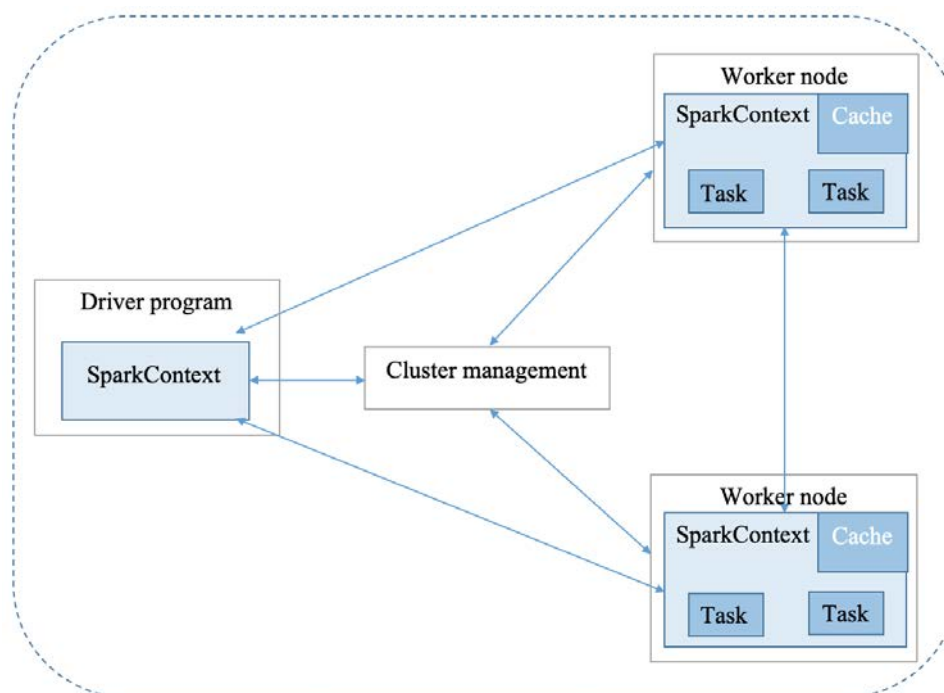 Worker node
SparkContext
Cache
Task
Task
Driver program
SparkContext
Cluster management
Worker node
SparkContext
Cache
Task
Task